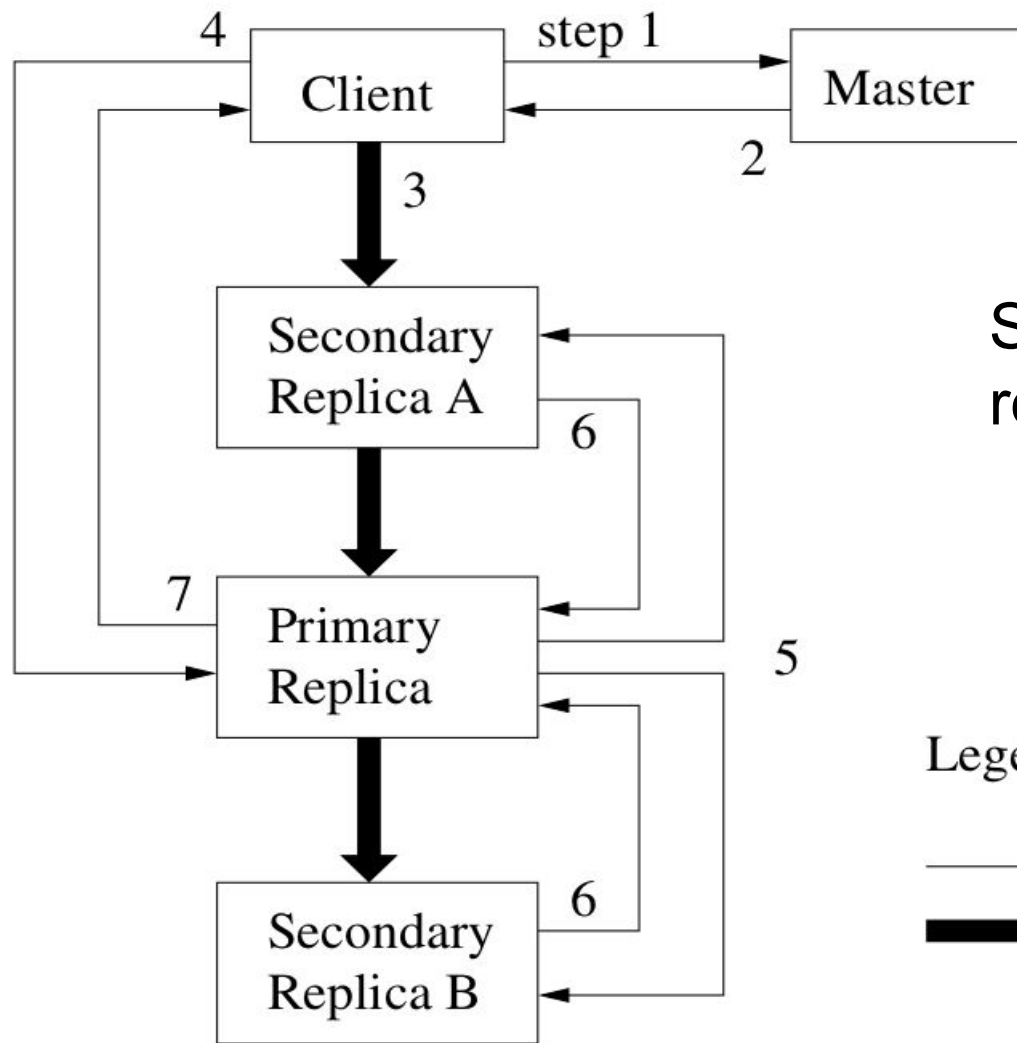 4
step 1
Client
Master
2
3
Secondary
Replica A
6
7
Primary
Replica
5
6
Secondary
Replica B